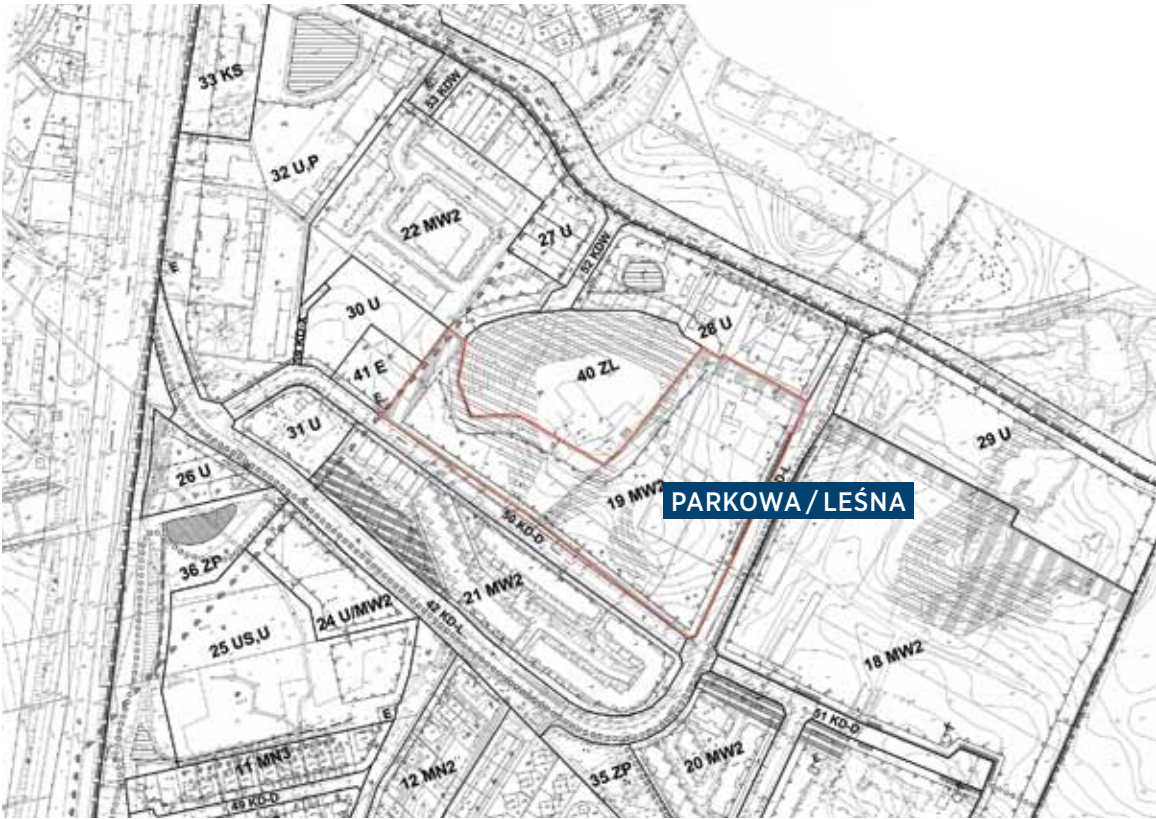 33 KS
E
53 KDW
32 U,P
22 MW2
27 U
52 KDW
E
30 U
28 U
41 E
E
40 ZL
31 U
29 U
26 U
19 MW2
PARKOWA / LEŚNA
50 KD-D
36 ZP
21 MW2
24 U/MW2
42 KD-L
25 US,U
18 MW2
E
51 KD-D
11 MN3
12 MN2
35 ZP
20 MW2
E
49 KD-D